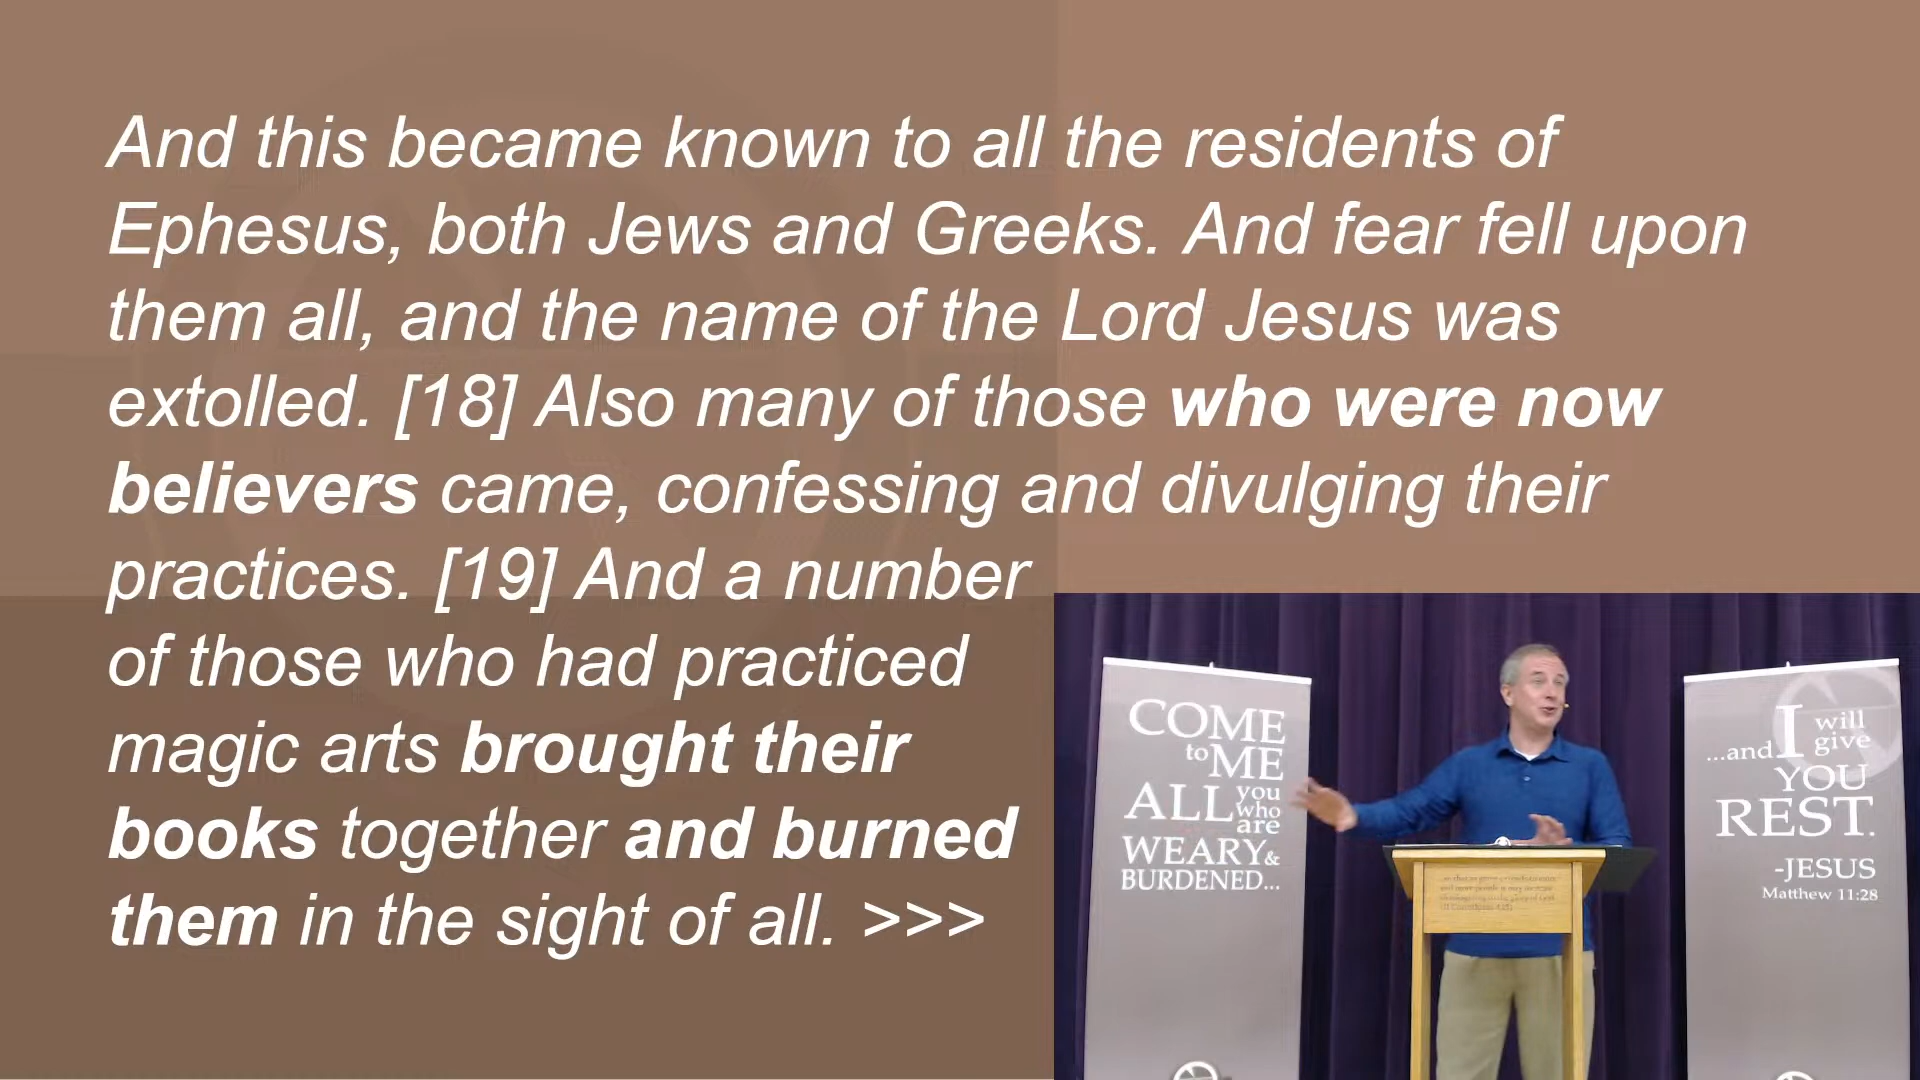 And this became known to all the residents of
Ephesus, both Jews and Greeks. And fear fell upon
them all, and the name of the Lord Jesus was
extolled. [18] Also many of those who were now
believers came, confessing and divulging their
practices. [19] And a number
of those who had practiced
magic arts brought their
books together and burned
them in the sight of all. >>>
COME
to ME
ALL you who are
WEARY &
BURDENED...
...and I will give
YOU
REST.
-JESUS
Matthew 11:28